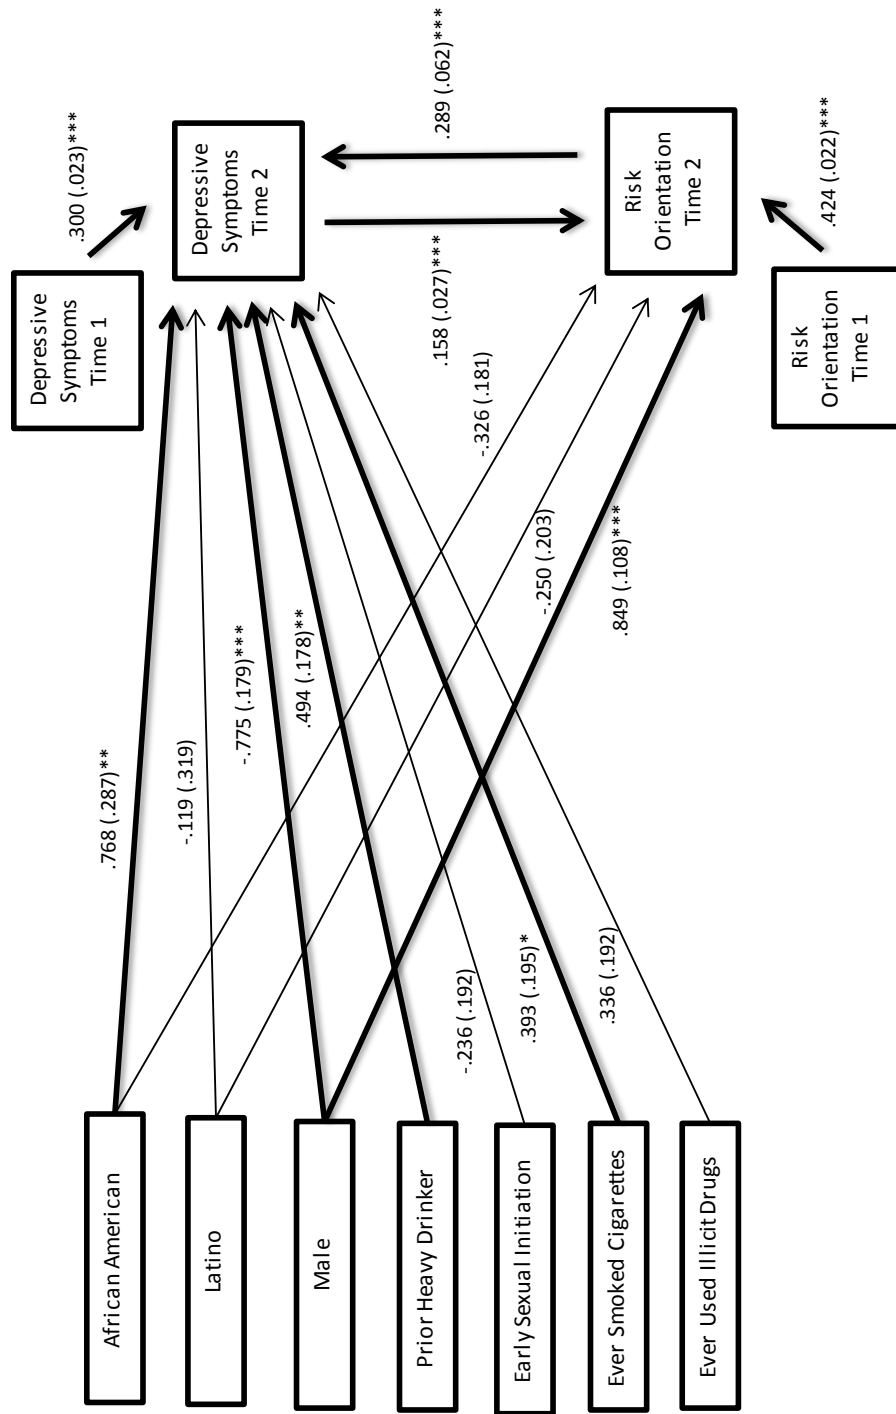 African American
Latino
Male
Prior Heavy Drinker
Early Sexual Initiation
Ever Smoked Cigarettes
Ever Used Illicit Drugs
.768 (.287)**
-.119 (.319)
-.775 (.179)***
.494 (.178)**
-.236 (.192)
.393 (.195)*
.336 (.192)
-.326 (.181)
-.250 (.203)
.849 (.108)***
Depressive
Symptoms
Time 1
.300 (.023)***
Depressive
Symptoms
Time 2
.158 (.027)***
.289 (.062)***
Risk
Orientation
Time 2
Risk
Orientation
Time 1
.424 (.022)***